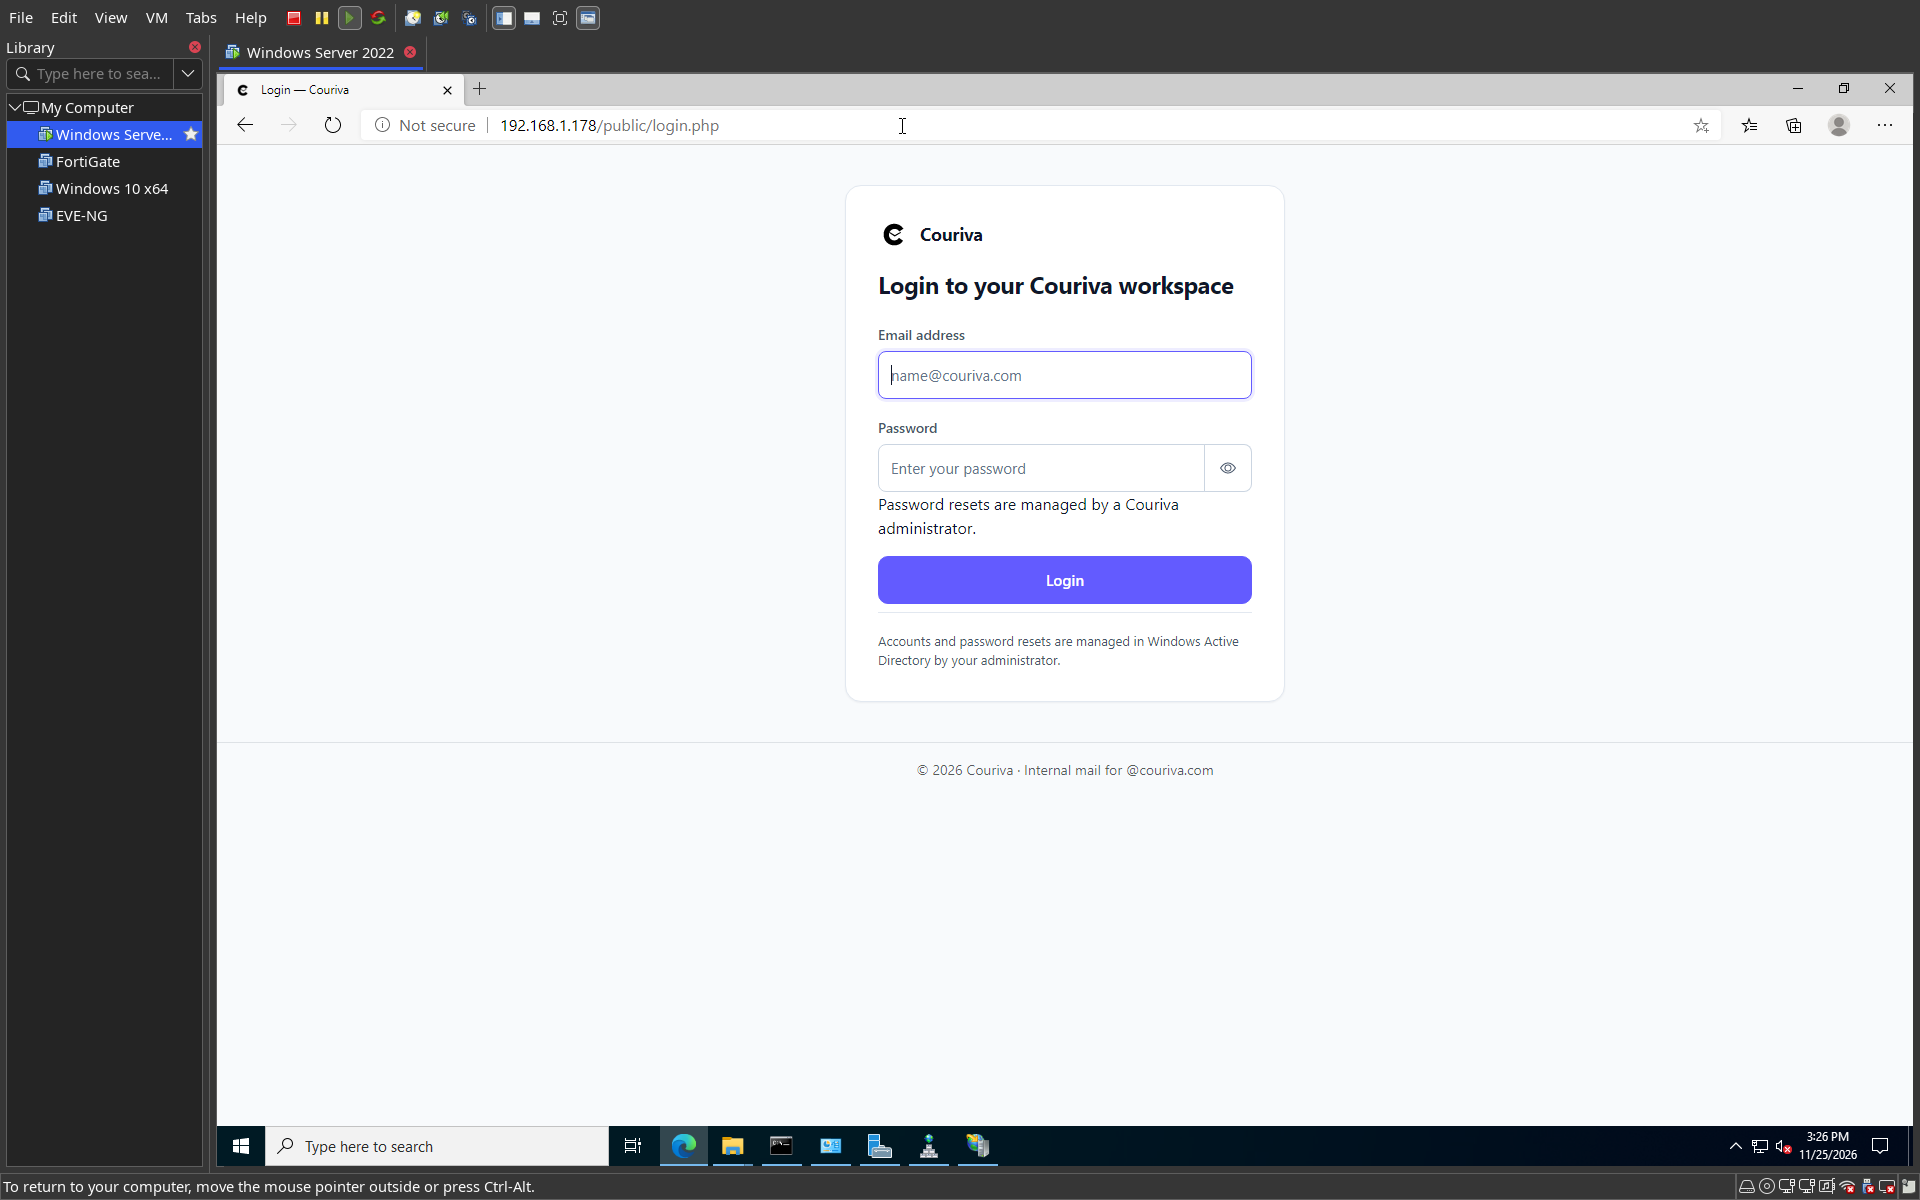 File Edit View VM Tabs Help
Library
Windows Server 2022
Type here to sea...
My Computer
Windows Serve...
FortiGate
Windows 10 x64
EVE-NG
Login — Couriva
Not secure
192.168.1.178/public/login.php
Couriva
Login to your Couriva workspace
Email address
name@couriva.com
Password
Enter your password
Password resets are managed by a Couriva
administrator.
Login
Accounts and password resets are managed in Windows Active
Directory by your administrator.
© 2026 Couriva · Internal mail for @couriva.com
Type here to search
3:26 PM
11/25/2026
To return to your computer, move the mouse pointer outside or press Ctrl-Alt.